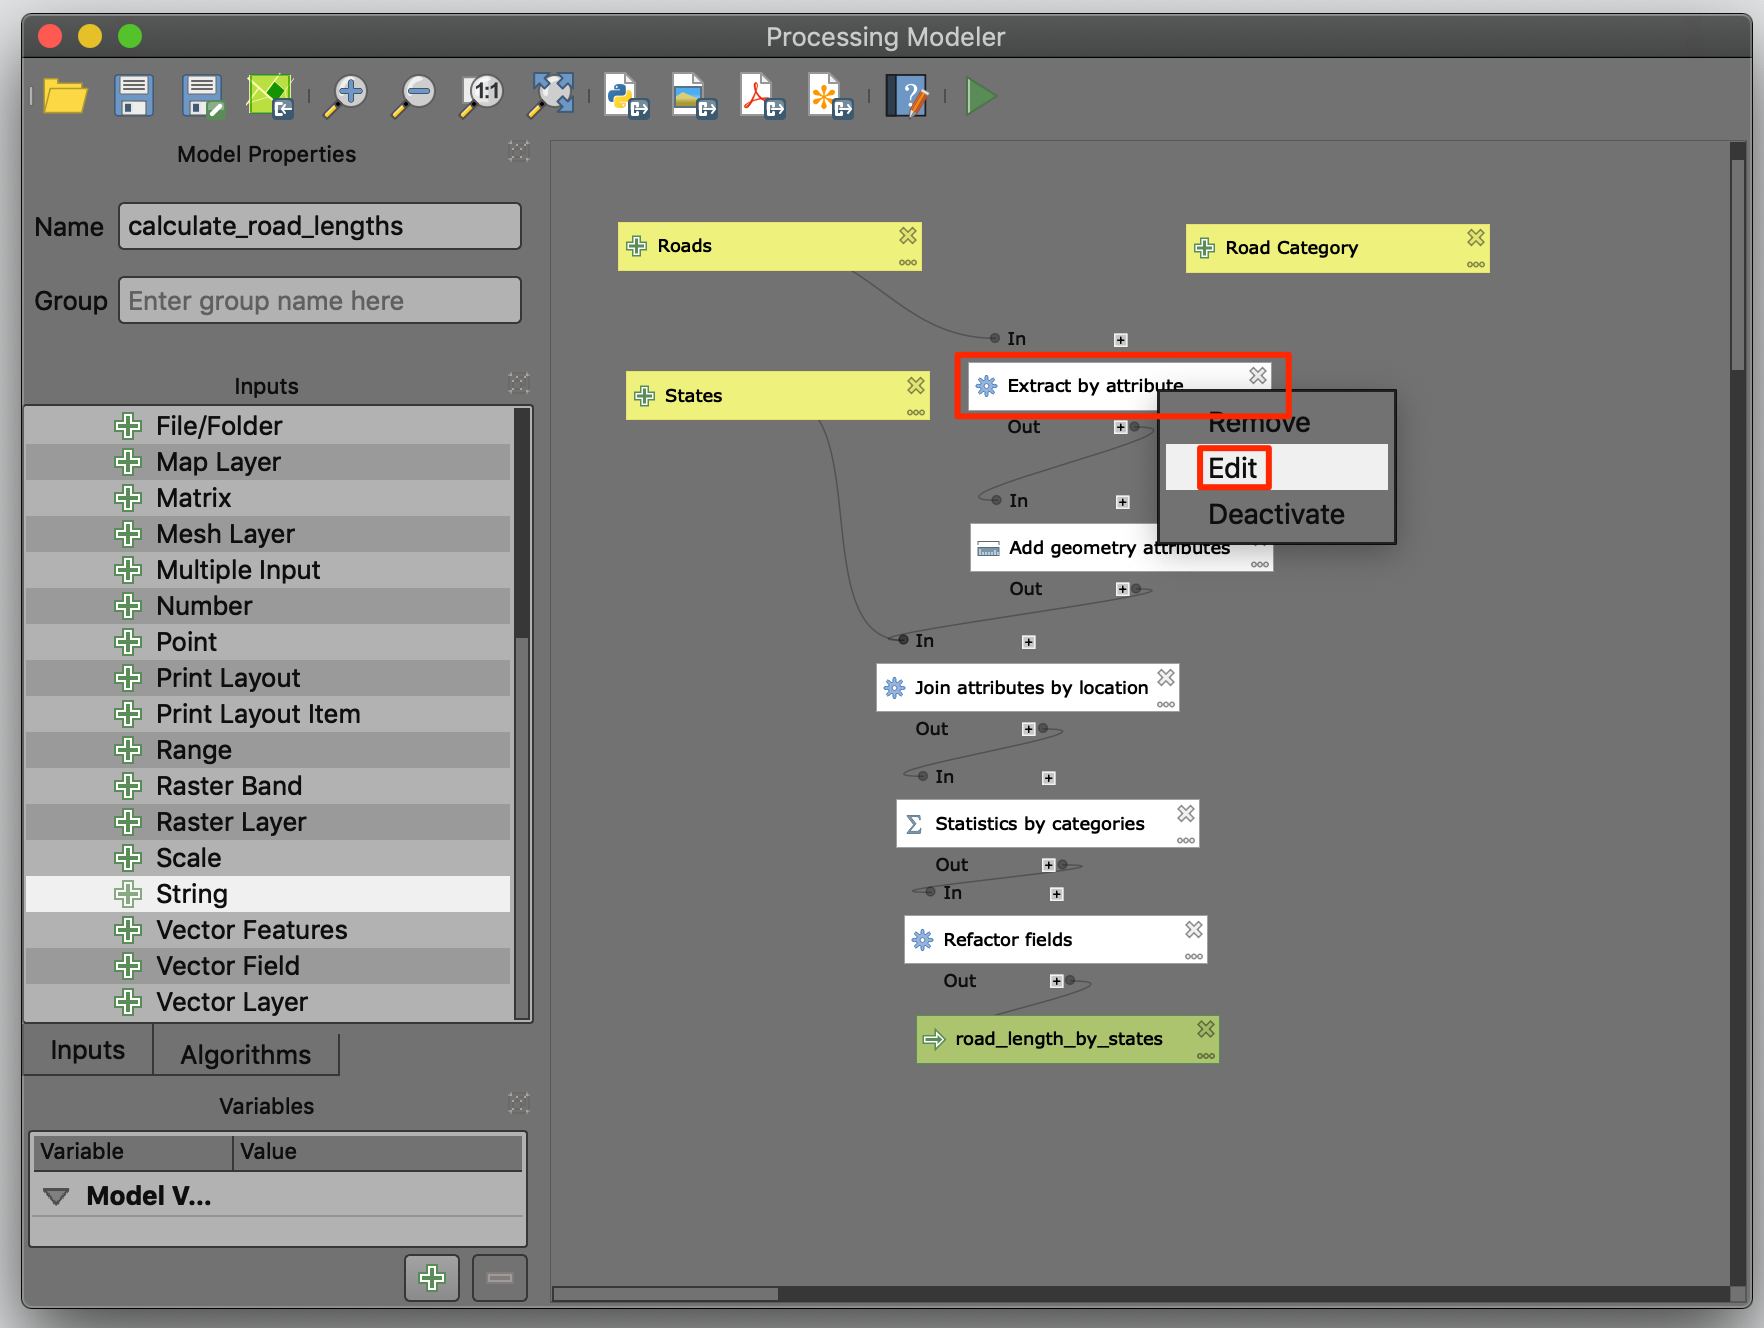 Processing Modeler
1:1
?
Model Properties
Name
calculate_road_lengths
Group
Enter group name here
Inputs
File/Folder
Map Layer
Matrix
Mesh Layer
Multiple Input
Number
Point
Print Layout
Print Layout Item
Range
Raster Band
Raster Layer
Scale
String
Vector Features
Vector Field
Vector Layer
Inputs
Algorithms
Variables
Variable
Value
Model V...
Roads
Road Category
In
States
Extract by attribute
Out
Remove
Edit
Deactivate
In
Add geometry attributes
Out
In
Join attributes by location
Out
In
Σ Statistics by categories
Out
In
Refactor fields
Out
road_length_by_states